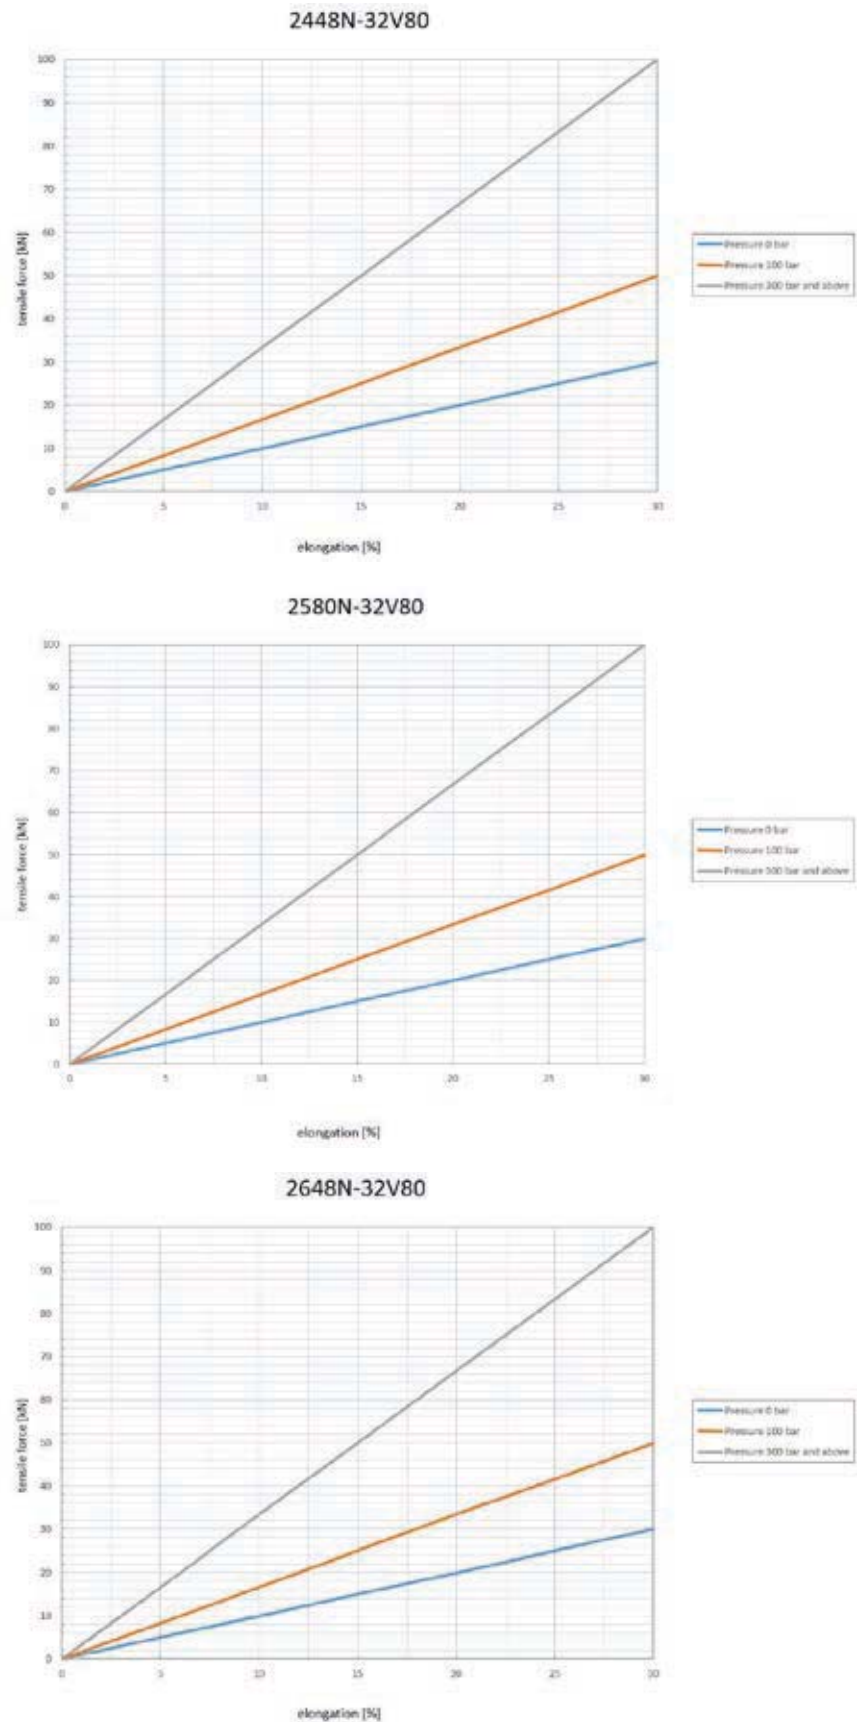 2448N-32V80
100
90
80
70
60
50
40
30
20
10
0
tensile force [kN]
0 5 10 15 20 25 30
elongation [%]
Pressure 0 bar
Pressure 100 bar
Pressure 300 bar and above
2580N-32V80
100
90
80
70
60
50
40
30
20
10
0
tensile force [kN]
0 5 10 15 20 25 30
elongation [%]
Pressure 0 bar
Pressure 100 bar
Pressure 300 bar and above
2648N-32V80
100
90
80
70
60
50
40
30
20
10
0
tensile force [kN]
0 5 10 15 20 25 30
elongation [%]
Pressure 0 bar
Pressure 100 bar
Pressure 300 bar and above